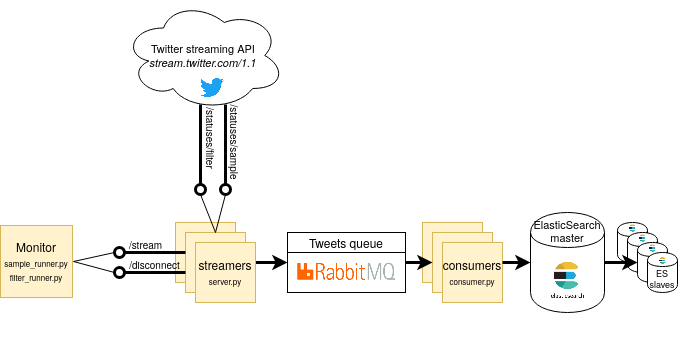 Twitter streaming API
stream.twitter.com/1.1
/statuses/filter
/statuses/sample
Monitor
sample_runner.py
filter_runner.py
/stream
/disconnect
streamers
server.py
Tweets queue
RabbitMQ
consumers
consumer.py
ElasticSearch
master
elasticsearch
ES
slaves